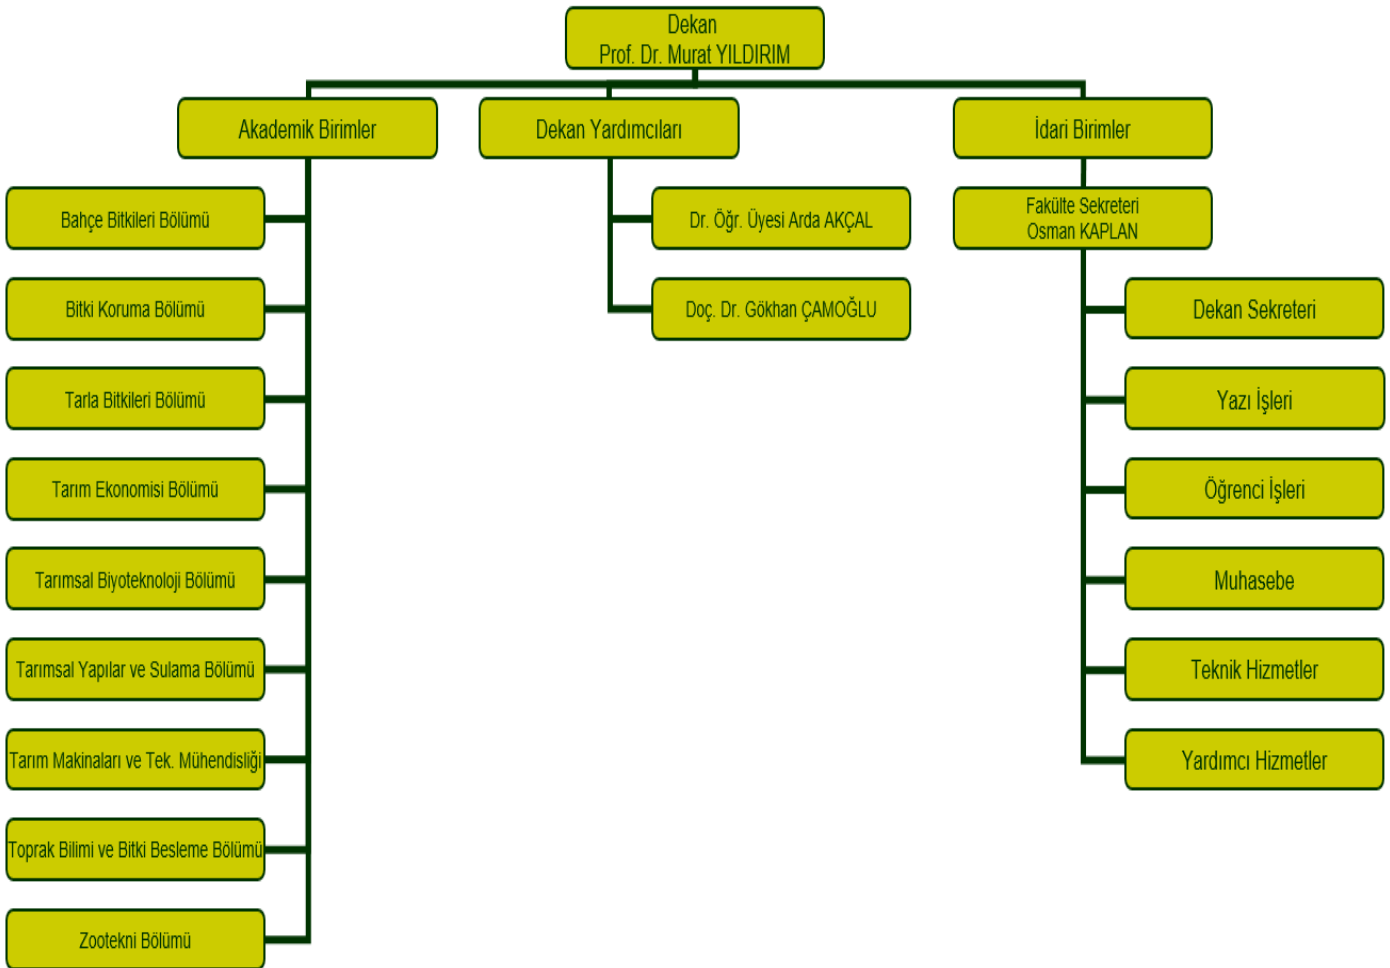 Dekan
Prof. Dr. Murat YILDIRIM
Akademik Birimler
Dekan Yardımcıları
İdari Birimler
Bahçe Bitkileri Bölümü
Bitki Koruma Bölümü
Tarla Bitkileri Bölümü
Tarım Ekonomisi Bölümü
Tarımsal Biyoteknoloji Bölümü
Tarımsal Yapılar ve Sulama Bölümü
Tarım Makinaları ve Tek. Mühendisliği
Toprak Bilimi ve Bitki Besleme Bölümü
Zootekni Bölümü
Dr. Öğr. Üyesi Arda AKÇAL
Doç. Dr. Gökhan ÇAMOĞLU
Fakülte Sekreteri
Osman KAPLAN
Dekan Sekreteri
Yazı İşleri
Öğrenci İşleri
Muhasebe
Teknik Hizmetler
Yardımcı Hizmetler